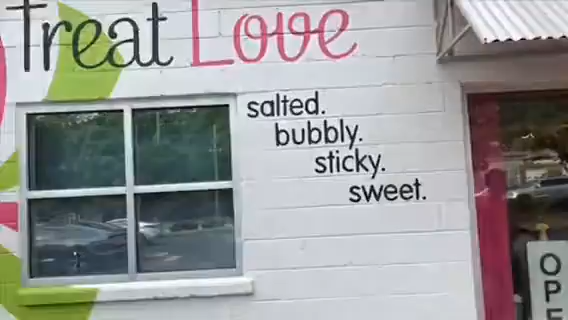 Treat Love
salted.
bubbly.
sticky.
sweet.
OPE